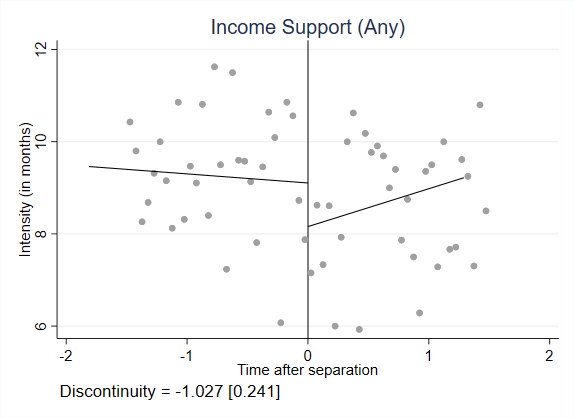 Income Support (Any)
Intensity (in months)
12
10
8
6
-2 -1 0 1 2
Time after separation
Discontinuity = -1.027 [0.241]